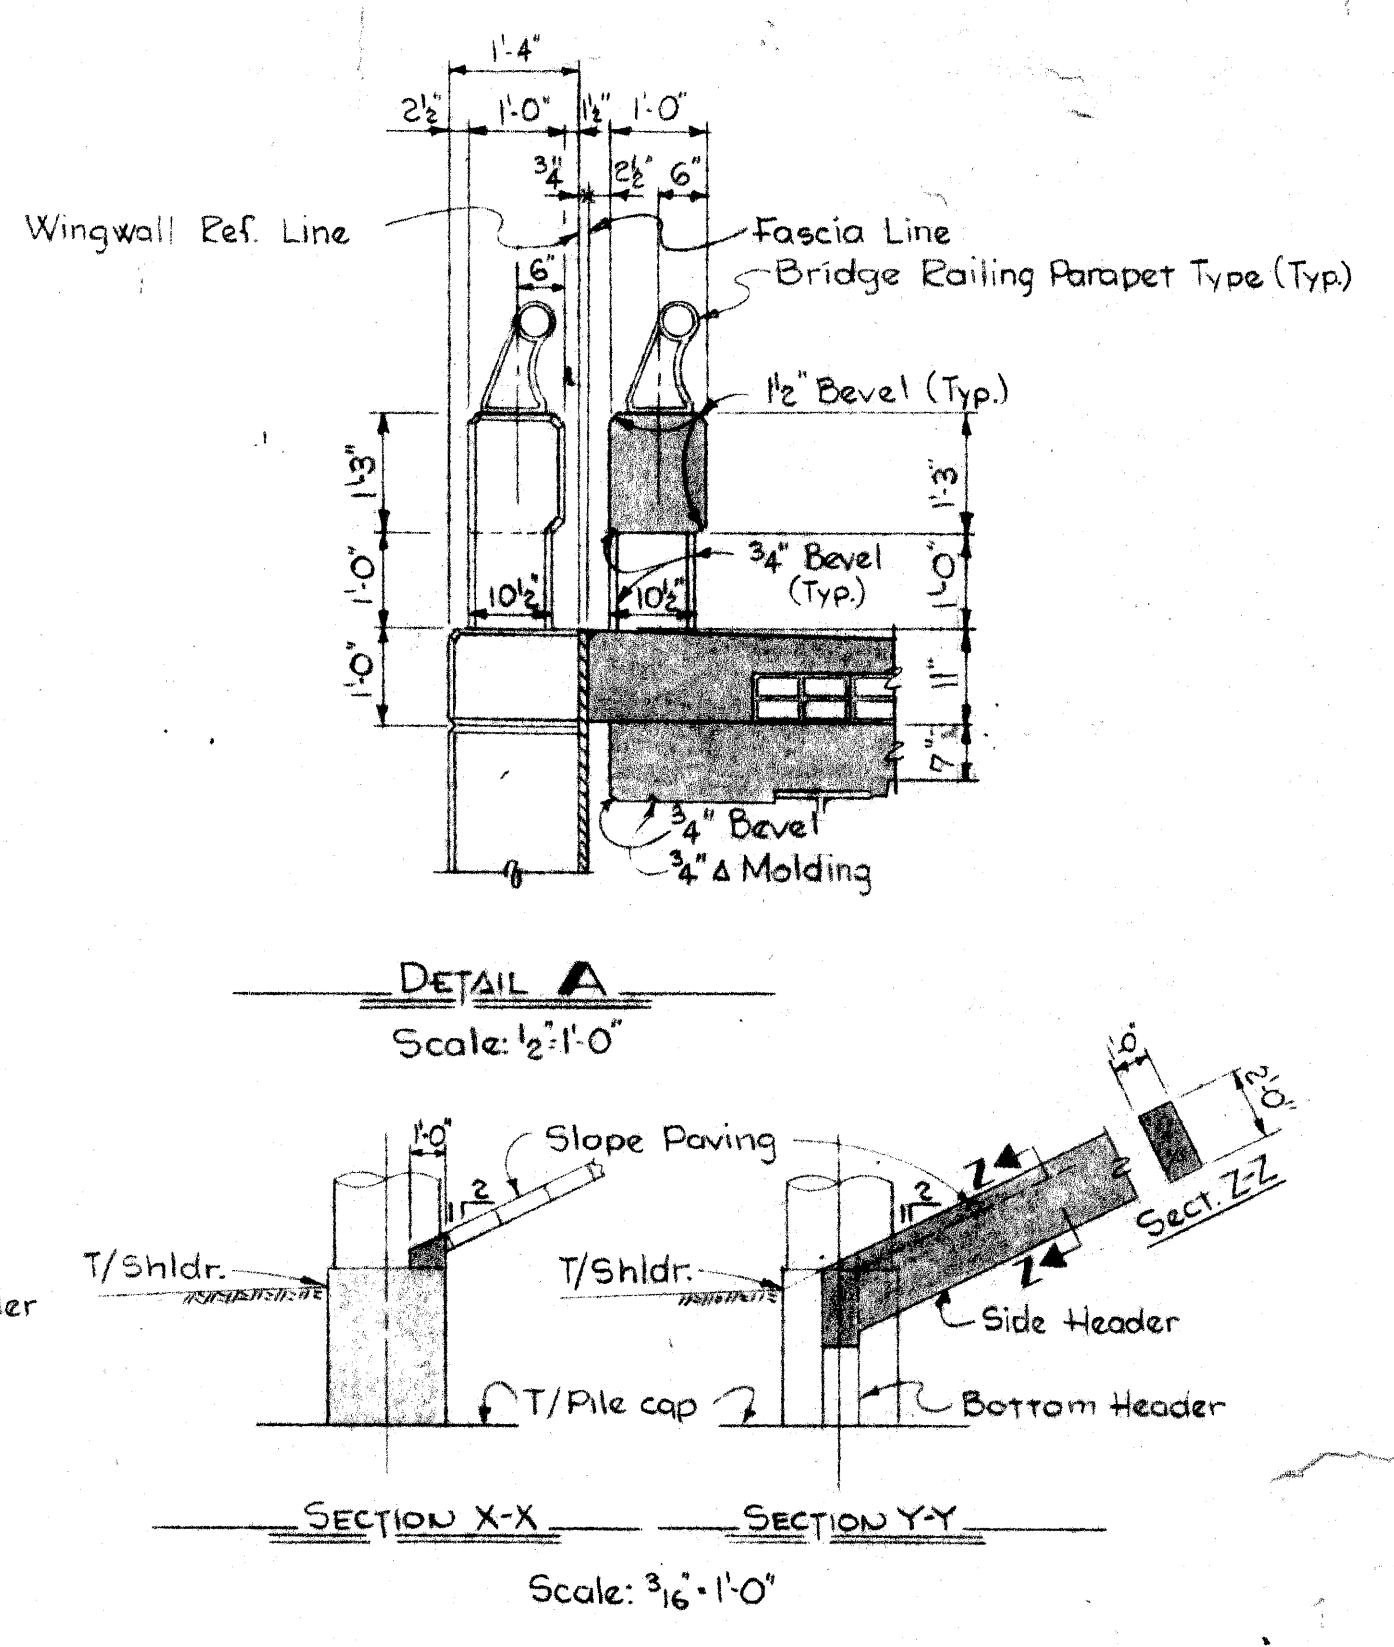 1'-4"
2½" 1'-0" 1½" 1'-0"
¾" 2½" 6"
Wingwall Ref. Line
Fascia Line
6"
Bridge Railing Parapet Type (Typ.)
1½" Bevel (Typ.)
1'-3"
1'-3"
1'-0"
¾" Bevel
(Typ.)
1'-0"
10½"
10½"
1'-0"
11"
7"
¾" Bevel
¾" Δ Molding
DETAIL A
Scale: ½"=1'-0"
1'-0"
2'-0"
Sect. Z-Z
1'-0"
Slope Paving
Z
1 2
1 2
T/Shldr.
T/Shldr.
Z
er
Side Header
T/Pile cap
Bottom Header
SECTION X-X
SECTION Y-Y
Scale: 3/16"=1'-0"